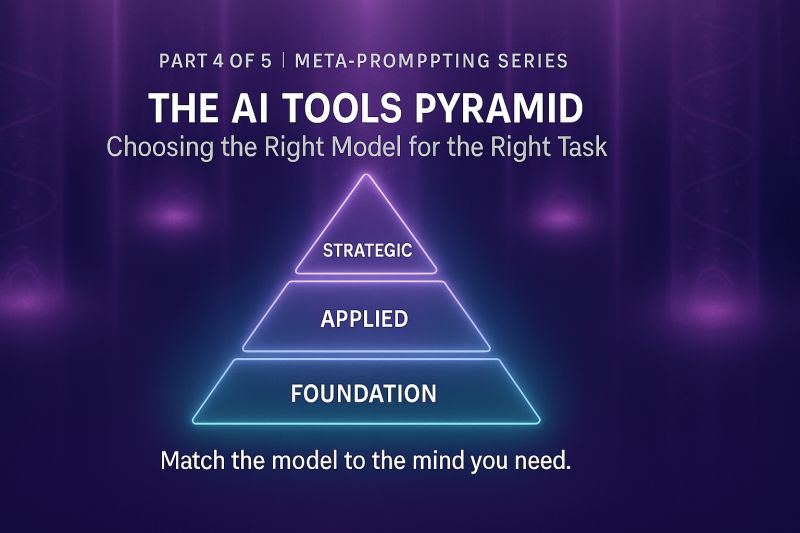 PART 4 OF 5 | META-PROMPPTING SERIES
THE AI TOOLS PYRAMID
Choosing the Right Model for the Right Task
STRATEGIC
APPLIED
FOUNDATION
Match the model to the mind you need.